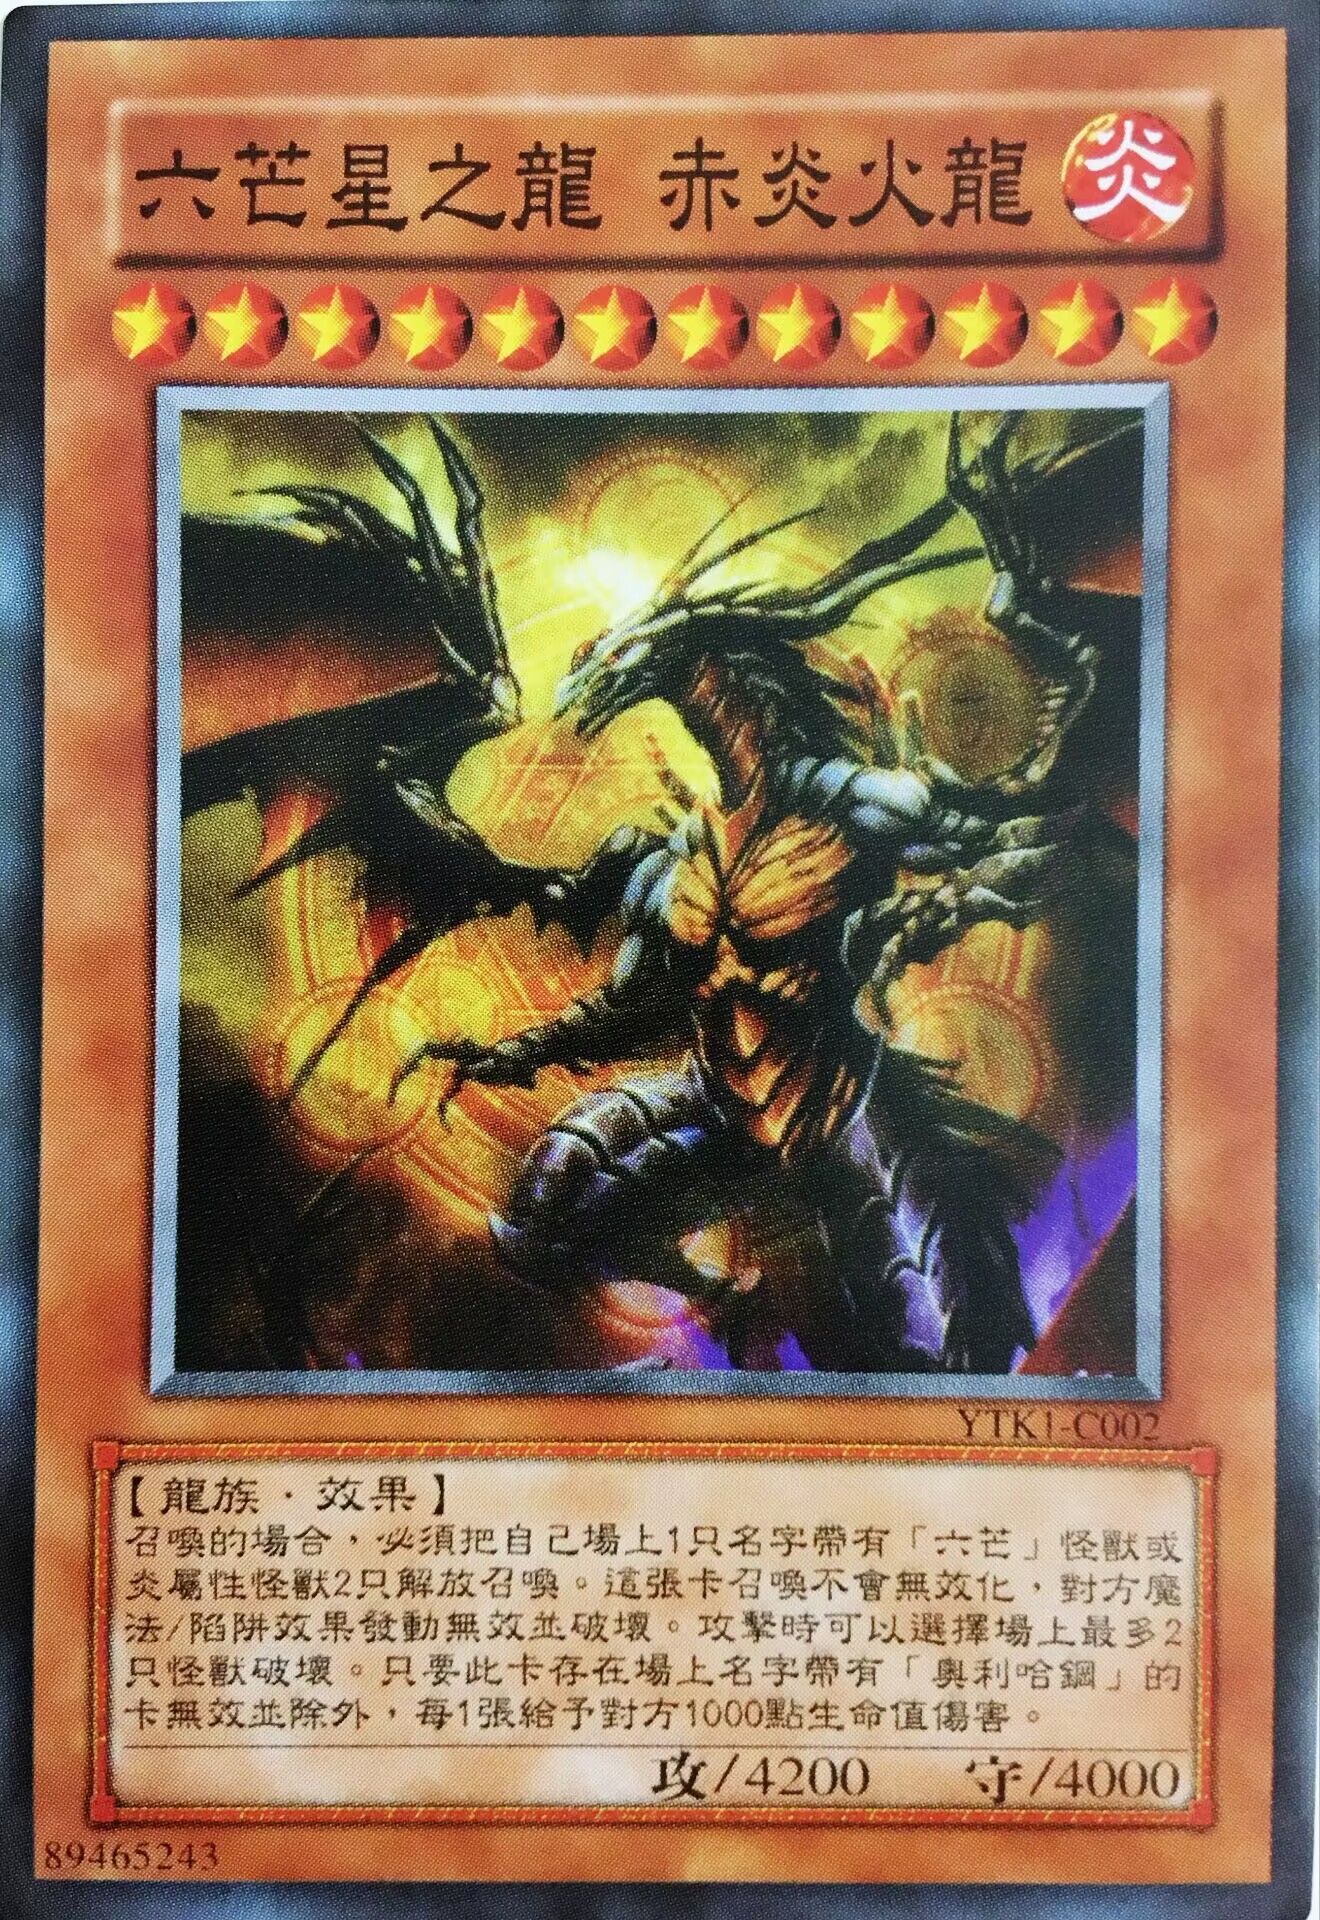 六芒星之龍 赤炎火龍 炎
YTK1-C002
【龍族·效果】
召喚的場合，必須把自己場上1只名字帶有「六芒」怪獸或
炎屬性怪獸2只解放召喚。這張卡召喚不會無效化，對方魔
法/陷阱效果發動無效並破壞。攻擊時可以選擇場上最多2
只怪獸破壞。只要此卡存在場上名字帶有「奧利哈鋼」的
卡無效並除外，每1張給予對方1000點生命值傷害。
攻/4200 守/4000
89465243